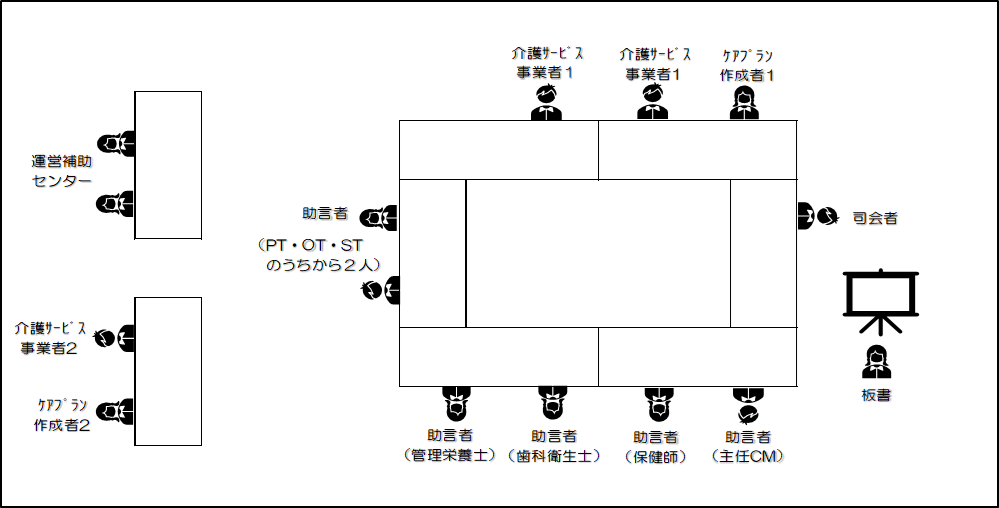 介護ｻｰﾋﾞｽ
事業者１
介護ｻｰﾋﾞｽ
事業者1
ｹｱﾌﾟﾗﾝ
作成者1
運営補助
センター
助言者
（PT・OT・ST
のうちから２人）
司会者
介護ｻｰﾋﾞｽ
事業者2
ｹｱﾌﾟﾗﾝ
作成者2
板書
助言者
（管理栄養士）
助言者
（歯科衛生士）
助言者
（保健師）
助言者
（主任CM）